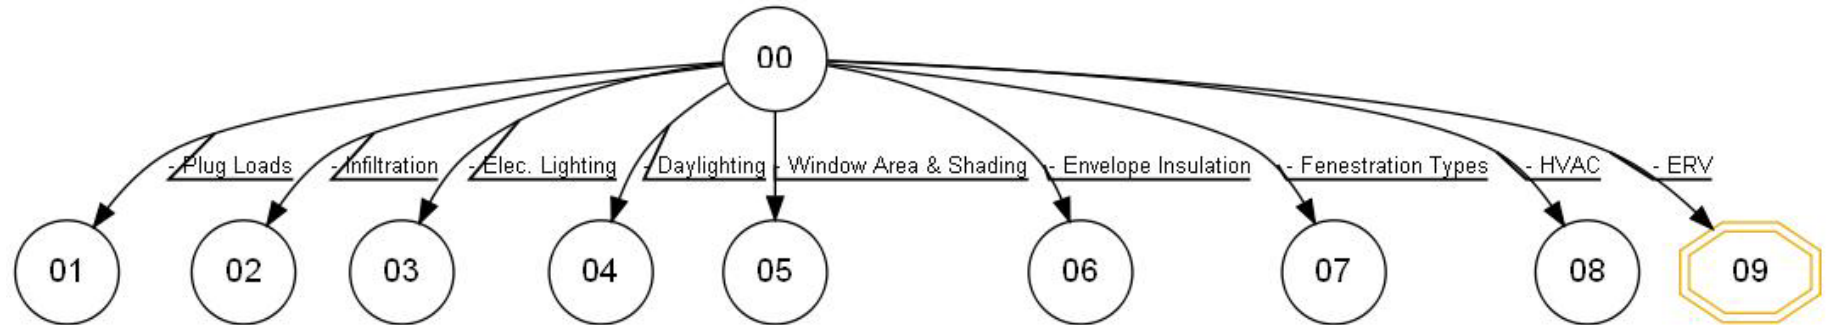 00
- Plug Loads
- Infiltration
- Elec. Lighting
- Daylighting
- Window Area & Shading
- Envelope Insulation
- Fenestration Types
- HVAC
- ERV
01
02
03
04
05
06
07
08
09